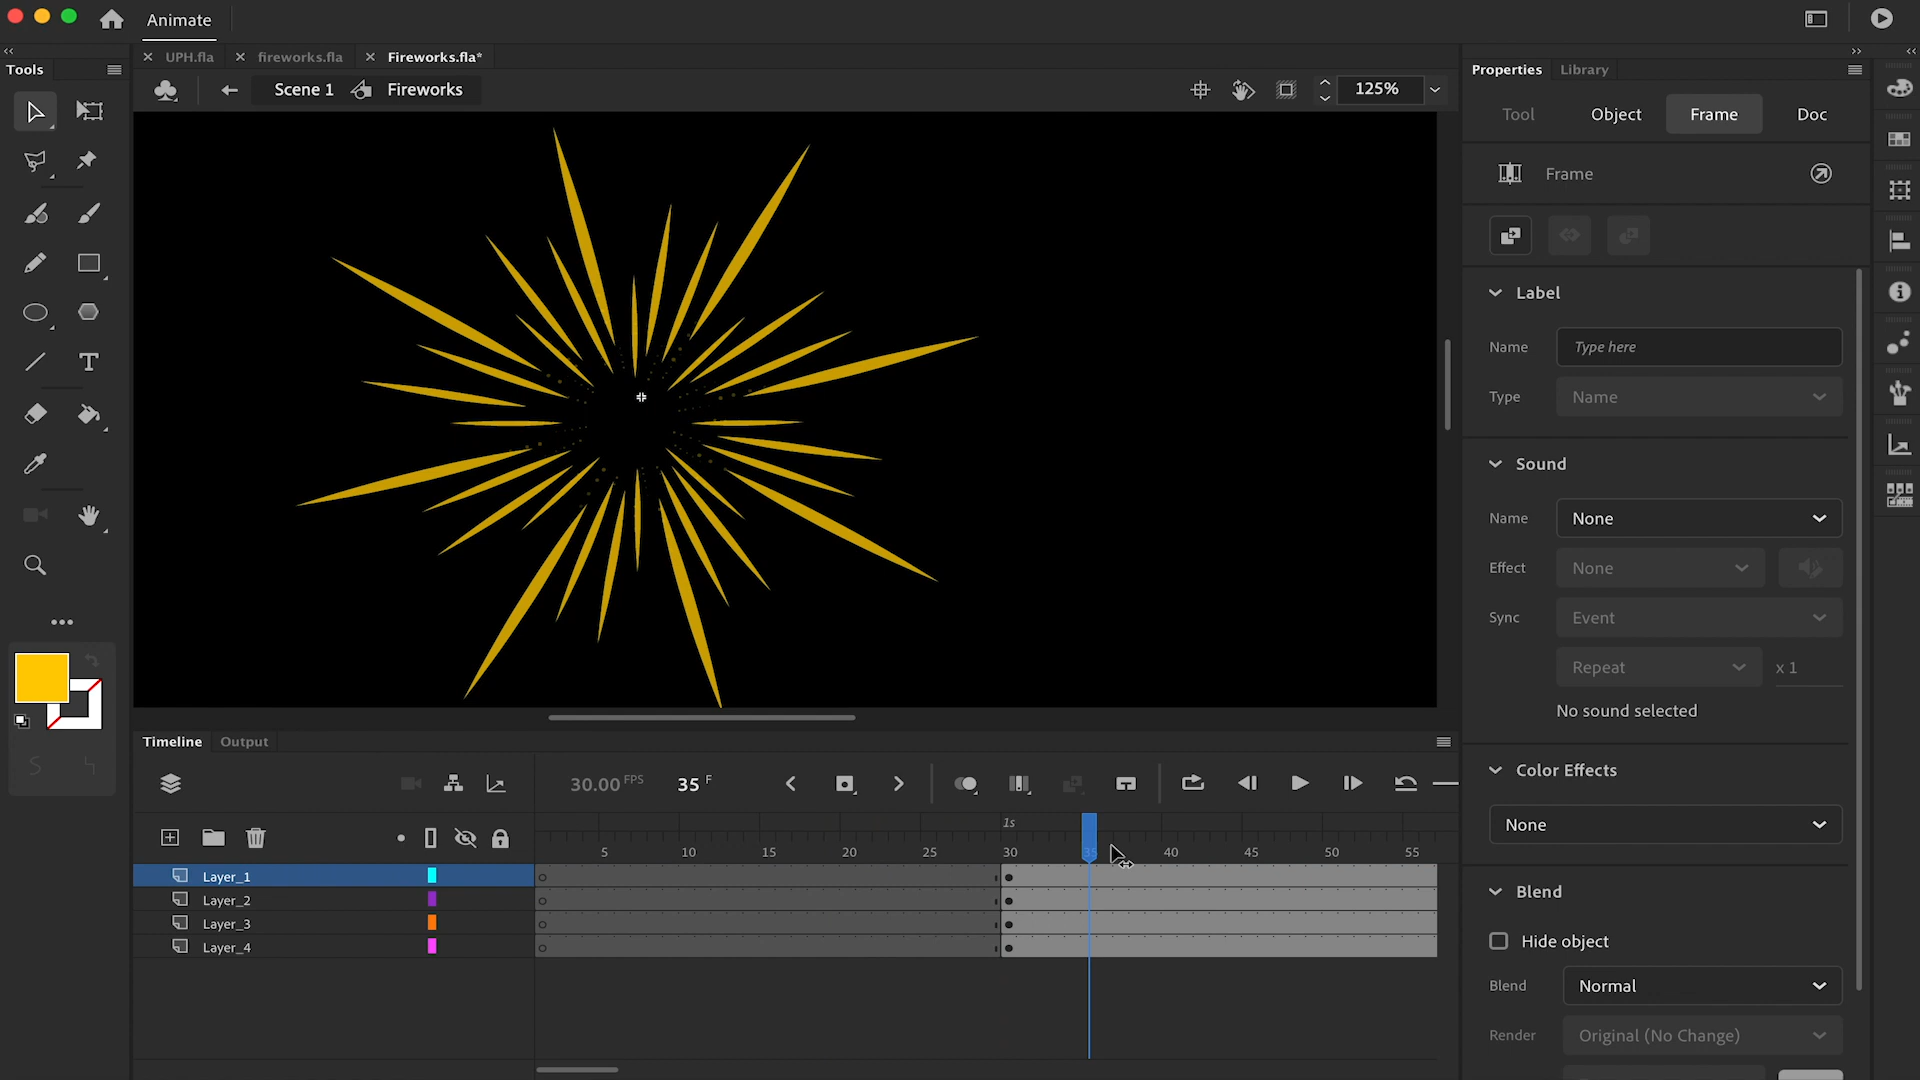 Animate
UPH.fla
fireworks.fla
Fireworks.fla*
Tools
Scene 1
Fireworks
125%
Properties
Library
Tool
Object
Frame
Doc
Frame
Label
Name
Type here
Type
Name
Sound
Name
None
Effect
None
Sync
Event
Repeat
x 1
No sound selected
Color Effects
None
Blend
Hide object
Blend
Normal
Render
Original (No Change)
Timeline
Output
30.00 FPS
35 F
1s
5 10 15 20 25 30 35 40 45 50 55
Layer_1
Layer_2
Layer_3
Layer_4